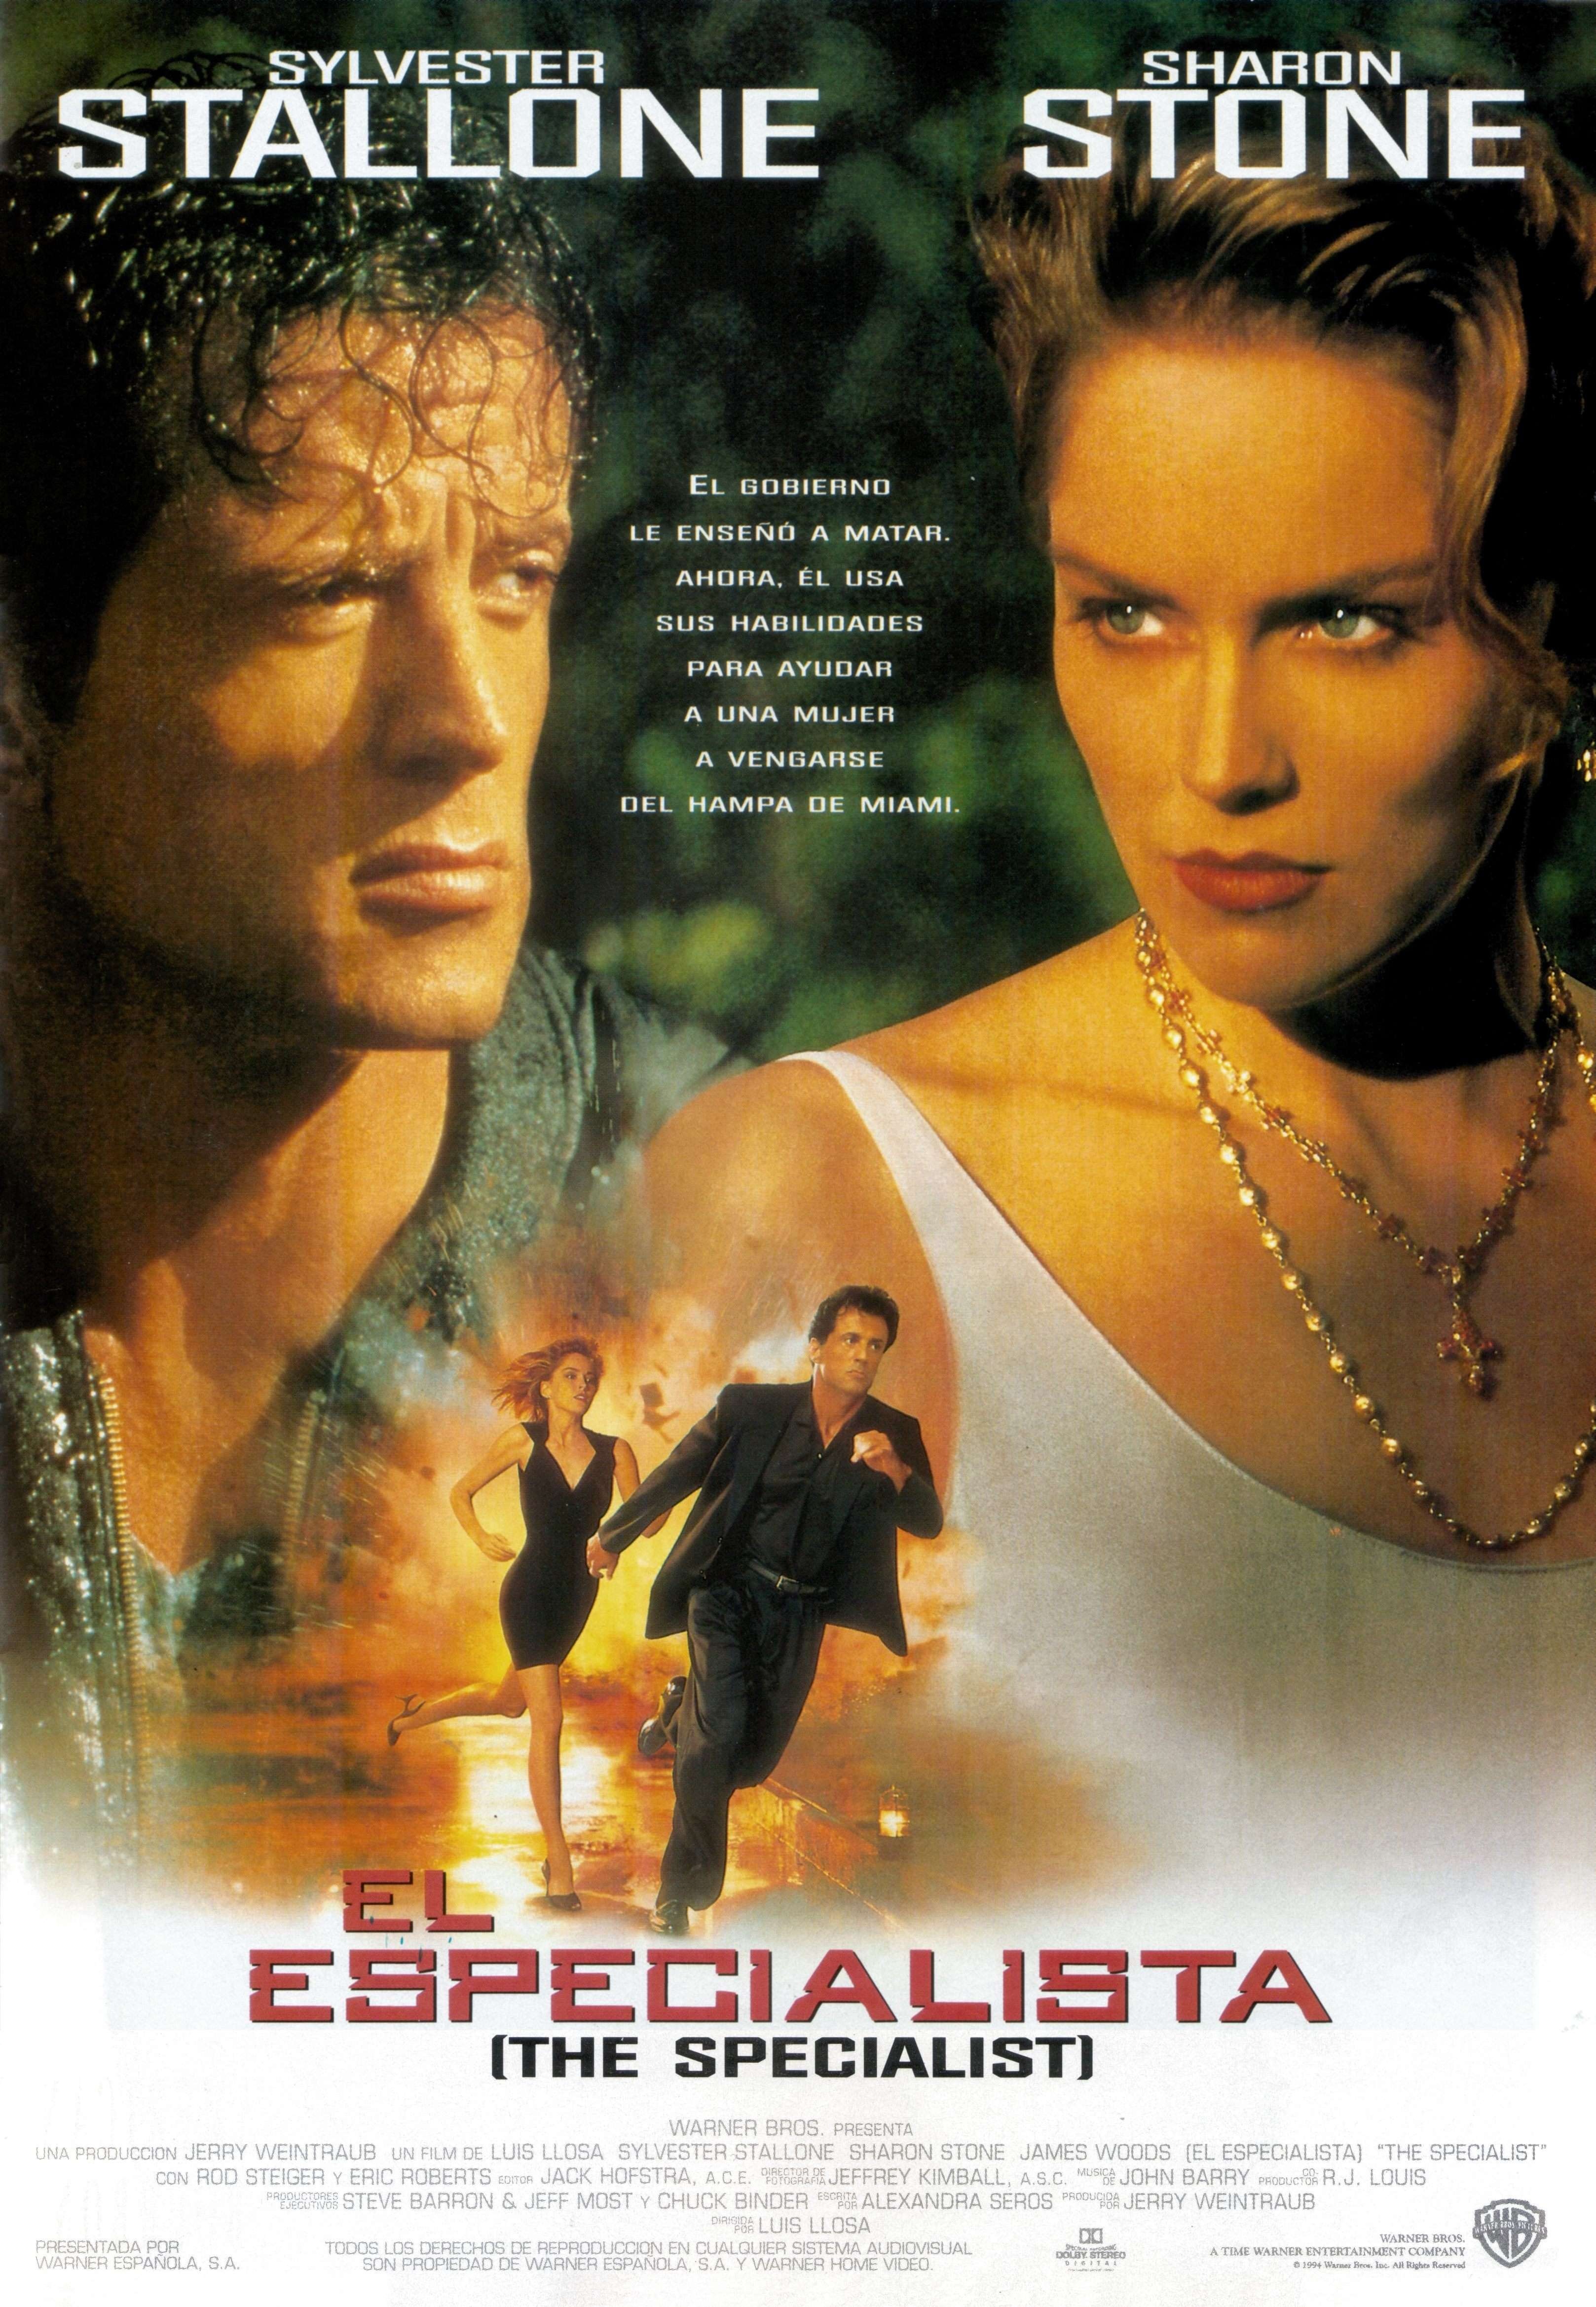 SYLVESTER
STALLONE
SHARON
STONE
EL GOBIERNO
LE ENSEÑÓ A MATAR.
AHORA, ÉL USA
SUS HABILIDADES
PARA AYUDAR
A UNA MUJER
A VENGARSE
DEL HAMPA DE MIAMI.
EL
ESPECIALISTA
(THE SPECIALIST)
WARNER BROS. PRESENTA
UNA PRODUCCION JERRY WEINTRAUB UN FILM DE LUIS LLOSA SYLVESTER STALLONE SHARON STONE JAMES WOODS (EL ESPECIALISTA) "THE SPECIALIST"
CON ROD STEIGER Y ERIC ROBERTS EDITOR JACK HOFSTRA, A.C.E. DIRECTOR DE FOTOGRAFIA JEFFREY KIMBALL, A.S.C. MUSICA DE JOHN BARRY CO-PRODUCTOR R.J. LOUIS
PRODUCTORES EJECUTIVOS STEVE BARRON & JEFF MOST Y CHUCK BINDER ESCRITA POR ALEXANDRA SEROS PRODUCIDA POR JERRY WEINTRAUB
DIRIGIDA POR LUIS LLOSA
PRESENTADA POR
WARNER ESPAÑOLA, S.A.
TODOS LOS DERECHOS DE REPRODUCCION EN CUALQUIER SISTEMA AUDIOVISUAL
SON PROPIEDAD DE WARNER ESPAÑOLA, S.A. Y WARNER HOME VIDEO.
DOLBY STEREO
DIGITAL
WARNER BROS.
A TIME WARNER ENTERTAINMENT COMPANY
© 1994 Warner Bros. Inc. All Rights Reserved
WARNER BROS. PICTURES